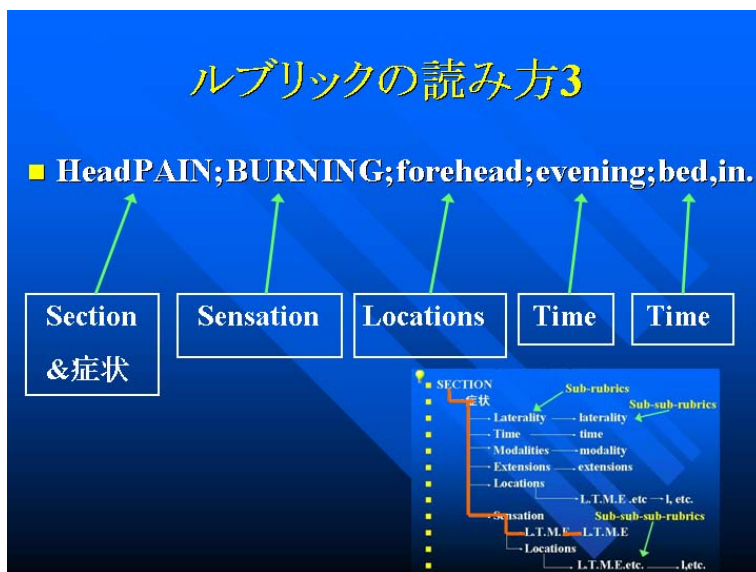 ルブリックの読み方3
HeadPAIN;BURNING;forehead;evening;bed,in.
Section
&症状
Sensation
Locations
Time
Time
SECTION
症状
Sub-rubrics
Sub-sub-rubrics
Laterality laterality
Time time
Modalities modality
Extensions extensions
Locations
L.T.M.E .etc l, etc.
Sensation
Sub-sub-sub-rubrics
L.T.M.E L.T.M.E
Locations
L.T.M.E.etc. l,etc.